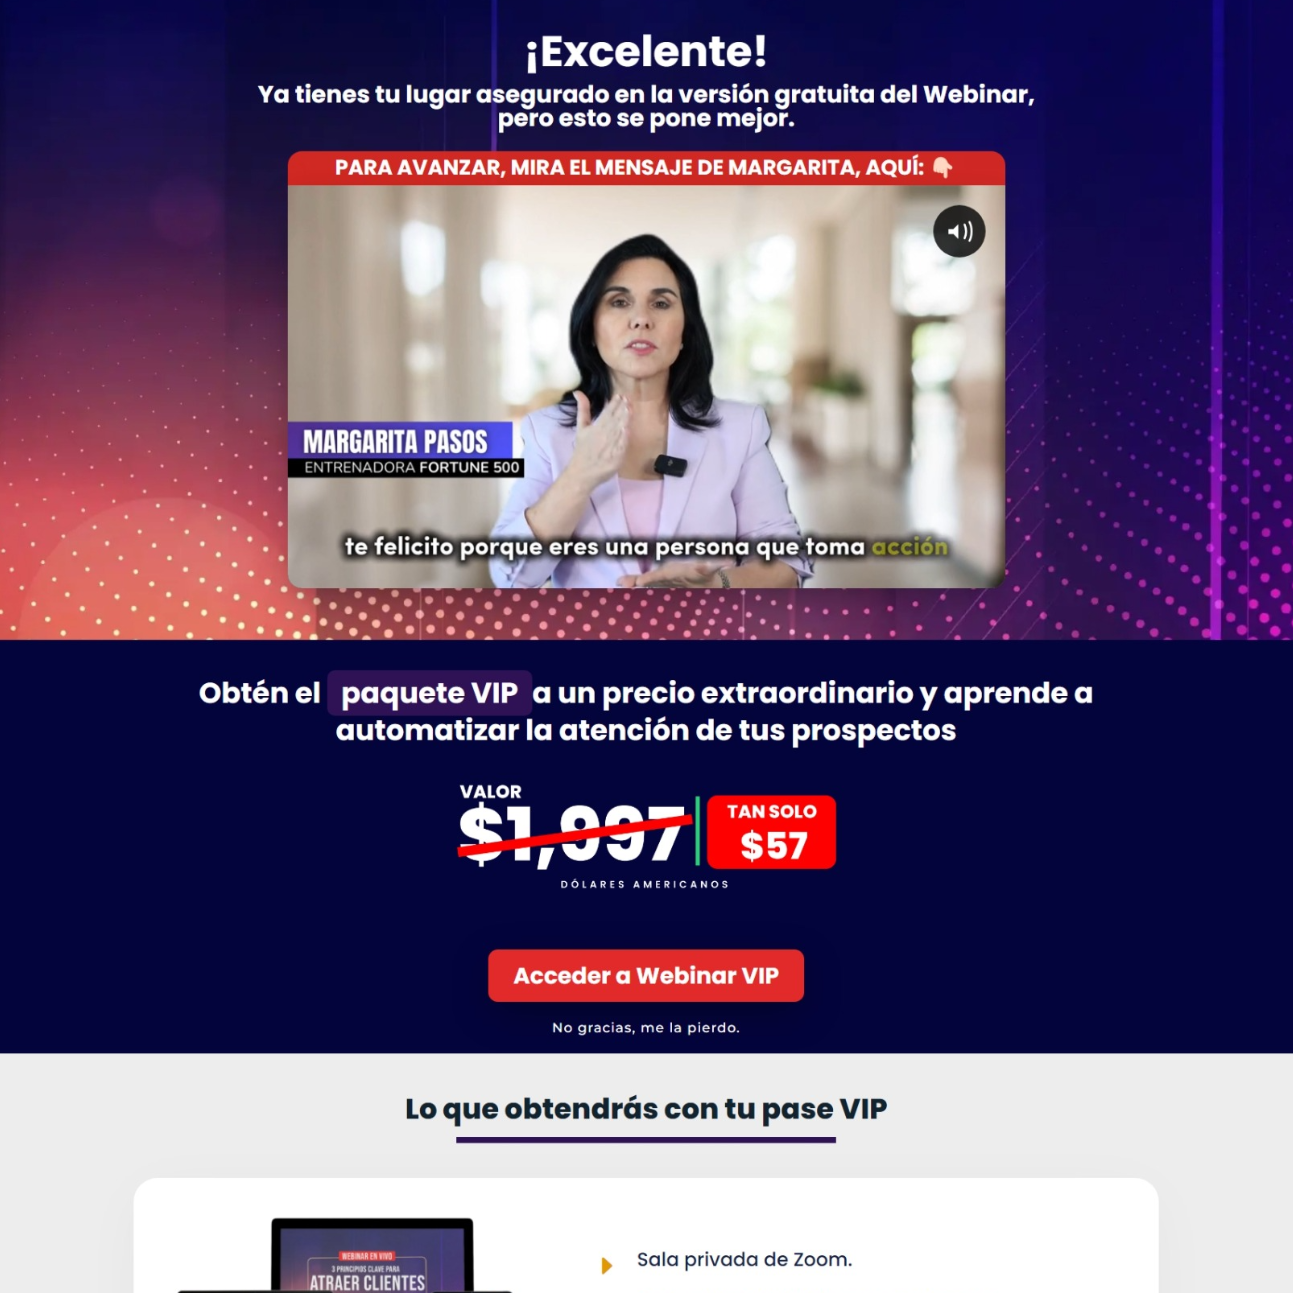 ¡Excelente!
Ya tienes tu lugar asegurado en la versión gratuita del Webinar,
pero esto se pone mejor.
PARA AVANZAR, MIRA EL MENSAJE DE MARGARITA, AQUÍ: 👇🏻
MARGARITA PASOS
ENTRENADORA FORTUNE 500
te felicito porque eres una persona que toma acción
Obtén el paquete VIP a un precio extraordinario y aprende a
automatizar la atención de tus prospectos
VALOR
$1,997
TAN SOLO
$57
DÓLARES AMERICANOS
Acceder a Webinar VIP
No gracias, me la pierdo.
Lo que obtendrás con tu pase VIP
WEBINAR EN VIVO
3 PRINCIPIOS CLAVE PARA
ATRAER CLIENTES
Sala privada de Zoom.